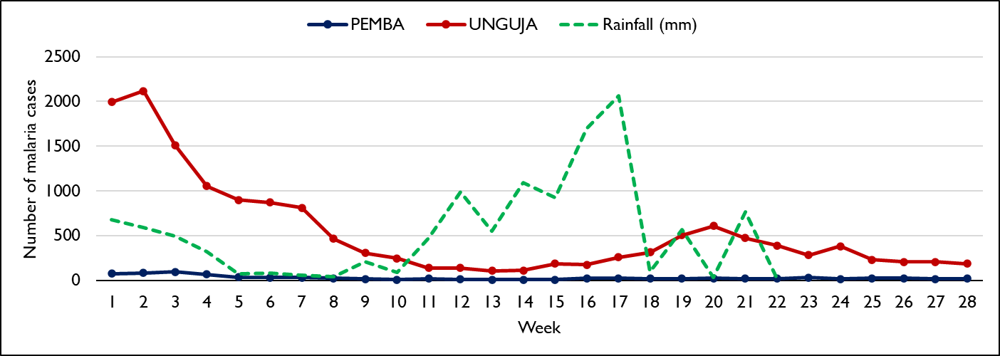 PEMBA UNGUJA Rainfall (mm)
2500
2000
1500
1000
500
0
Number of malaria cases
1 2 3 4 5 6 7 8 9 10 11 12 13 14 15 16 17 18 19 20 21 22 23 24 25 26 27 28
Week